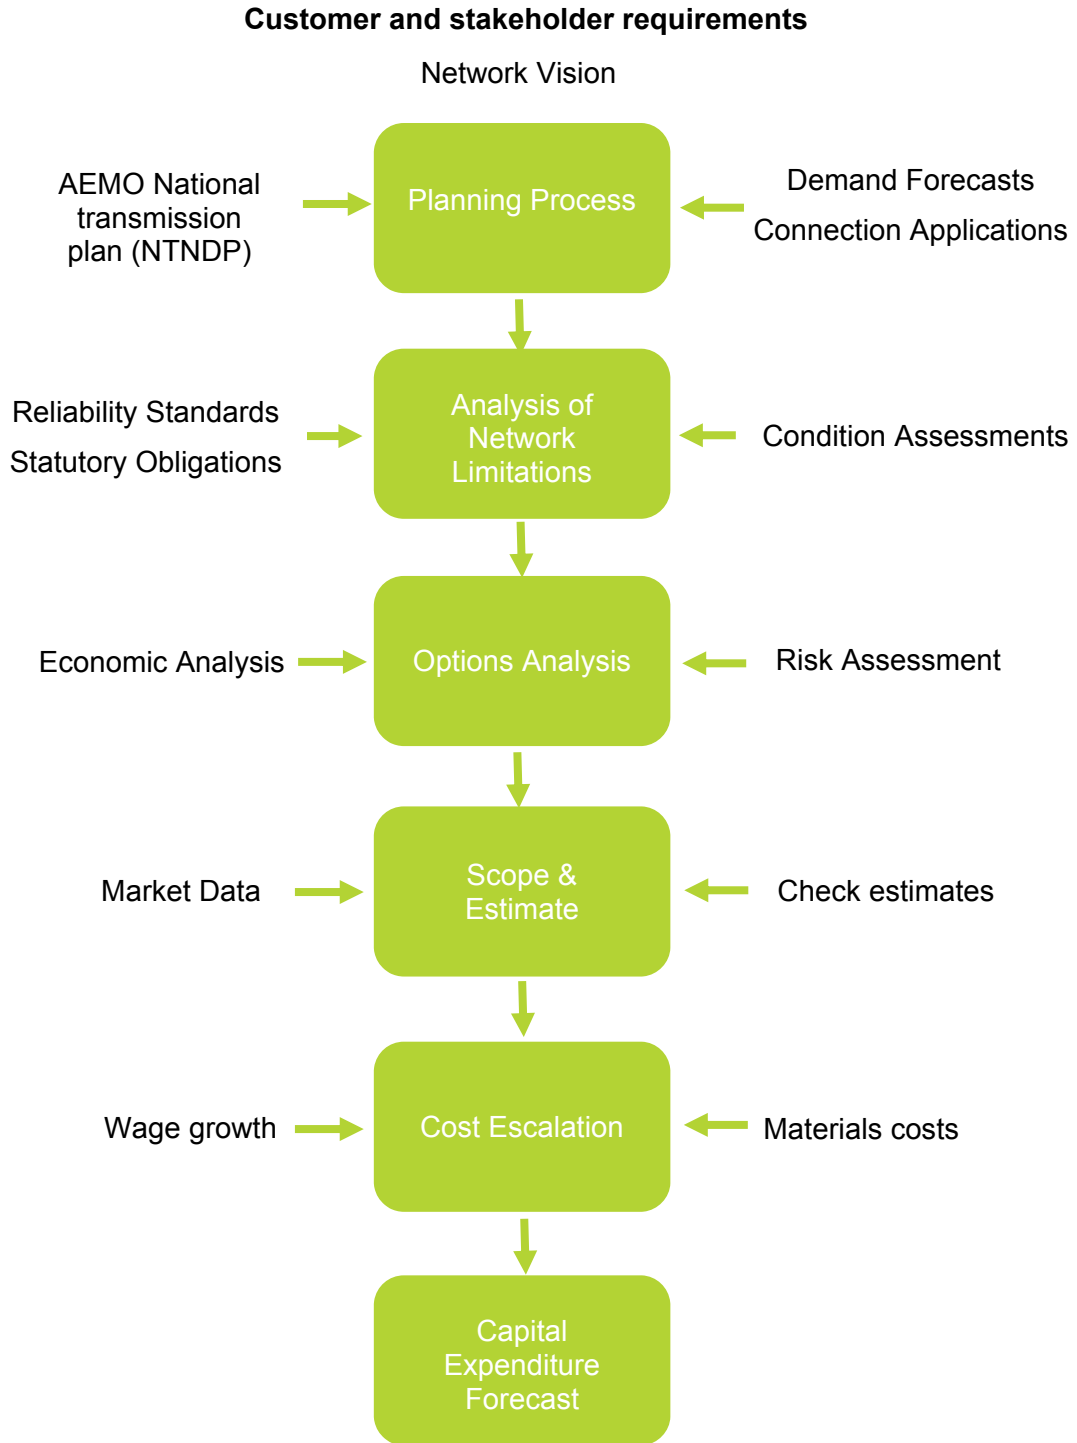 Customer and stakeholder requirements
Network Vision
AEMO National
transmission
plan (NTNDP)
Planning Process
Demand Forecasts
Connection Applications
Reliability Standards
Statutory Obligations
Analysis of
Network
Limitations
Condition Assessments
Economic Analysis
Options Analysis
Risk Assessment
Market Data
Scope &
Estimate
Check estimates
Wage growth
Cost Escalation
Materials costs
Capital
Expenditure
Forecast